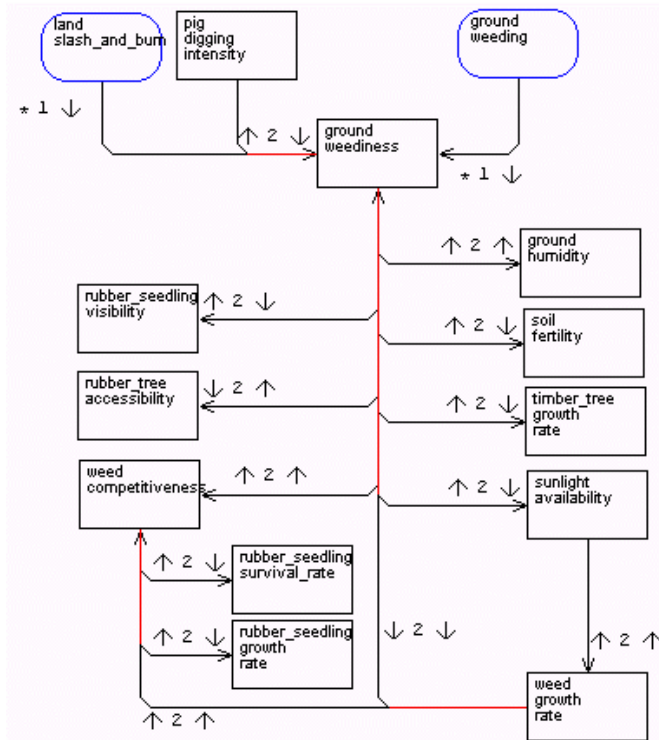 land
slash_and_burn
pig
digging
intensity
ground
weeding
* 1 ↓
↑ 2 ↓
ground
weediness
* 1 ↓
↑ 2 ↑
ground
humidity
rubber_seedling
visibility
↑ 2 ↓
↑ 2 ↓
soil
fertility
rubber_tree
accessibility
↓ 2 ↑
↑ 2 ↓
timber_tree
growth
rate
weed
competitiveness
↑ 2 ↑
↑ 2 ↓
sunlight
availability
↑ 2 ↓
rubber_seedling
survival_rate
↑ 2 ↓
rubber_seedling
growth
rate
↓ 2 ↓
↑ 2 ↑
weed
growth
rate
↑ 2 ↑